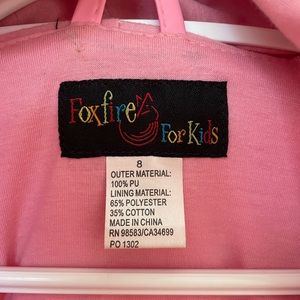 Foxfire
For Kids
8
OUTER MATERIAL:
100% PU
LINING MATERIAL:
65% POLYESTER
35% COTTON
MADE IN CHINA
RN 98583/CA34699
PO 1302